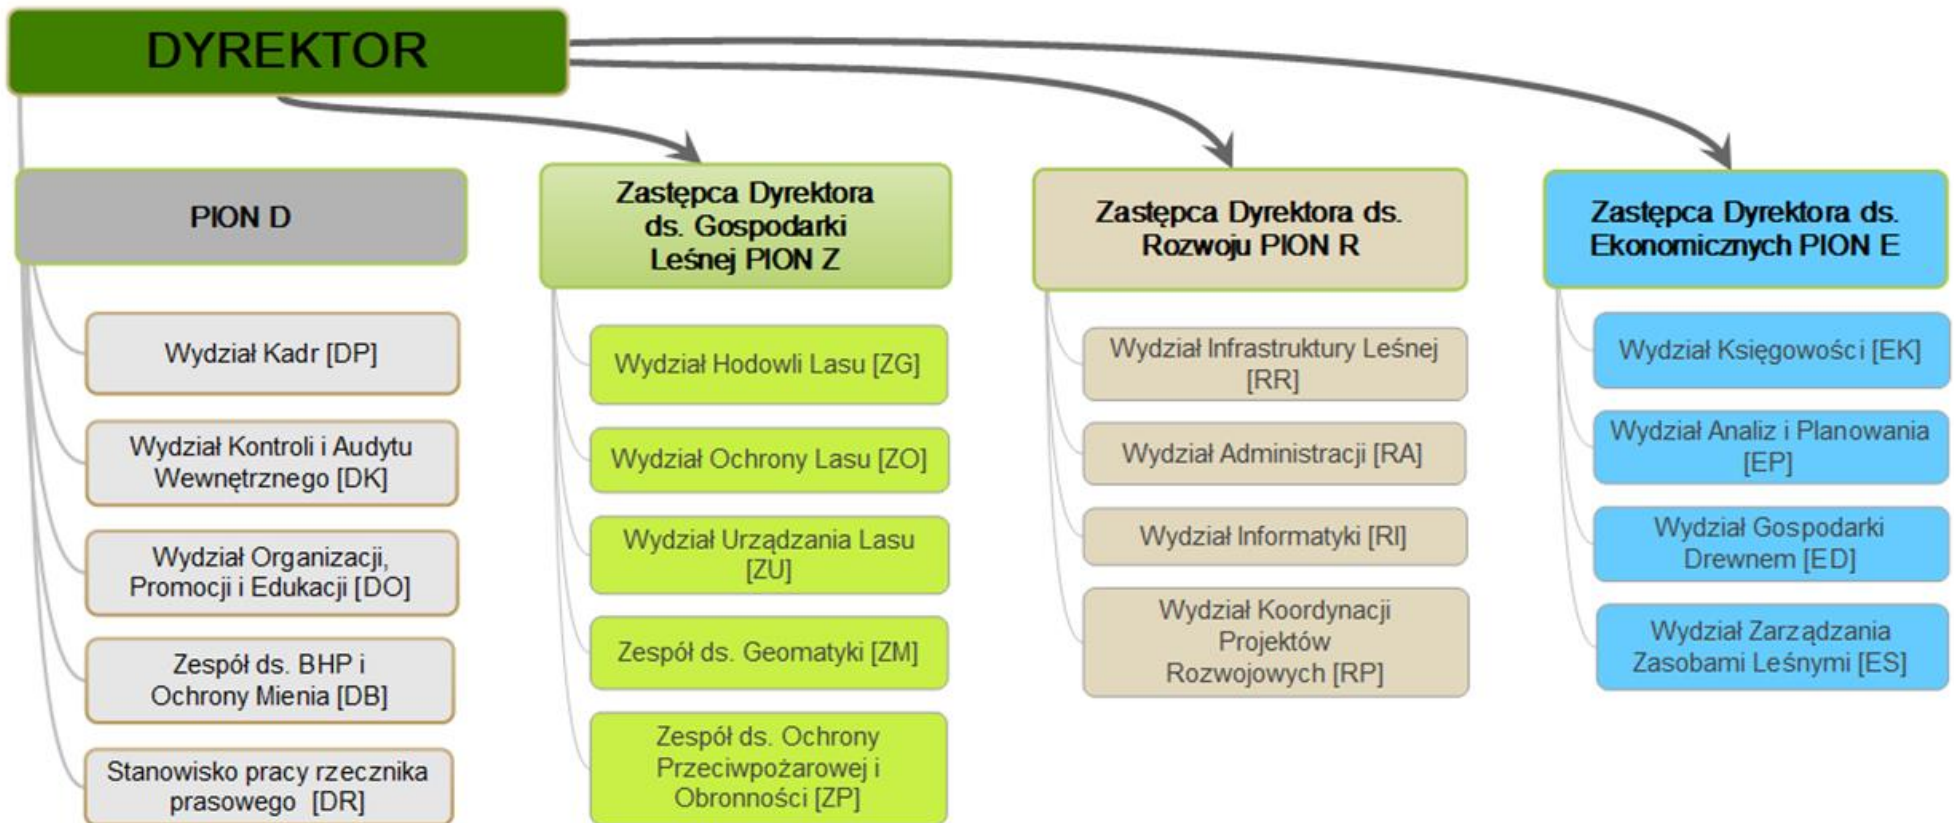 DYREKTOR
PION D
Wydział Kadr [DP]
Wydział Kontroli i Audytu
Wewnętrznego [DK]
Wydział Organizacji,
Promocji i Edukacji [DO]
Zespół ds. BHP i
Ochrony Mienia [DB]
Stanowisko pracy rzecznika
prasowego [DR]
Zastępca Dyrektora
ds. Gospodarki
Leśnej PION Z
Wydział Hodowli Lasu [ZG]
Wydział Ochrony Lasu [ZO]
Wydział Urządzania Lasu
[ZU]
Zespół ds. Geomatyki [ZM]
Zespół ds. Ochrony
Przeciwpożarowej i
Obronności [ZP]
Zastępca Dyrektora ds.
Rozwoju PION R
Wydział Infrastruktury Leśnej
[RR]
Wydział Administracji [RA]
Wydział Informatyki [RI]
Wydział Koordynacji
Projektów
Rozwojowych [RP]
Zastępca Dyrektora ds.
Ekonomicznych PION E
Wydział Księgowości [EK]
Wydział Analiz i Planowania
[EP]
Wydział Gospodarki
Drewnem [ED]
Wydział Zarządzania
Zasobami Leśnymi [ES]